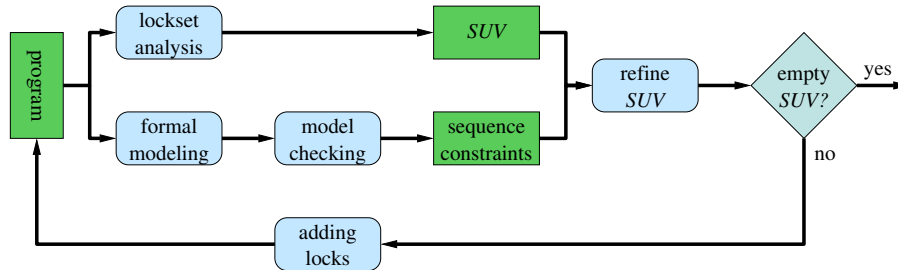 program
lockset
analysis
SUV
formal
modeling
model
checking
sequence
constraints
refine
SUV
empty
SUV?
yes
no
adding
locks